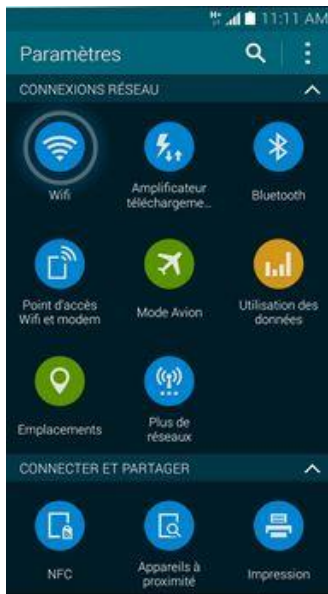 11:11 AM
Paramètres
CONNEXIONS RÉSEAU
Wifi
Amplificateur
téléchargeme...
Bluetooth
Point d'accès
Wifi et modem
Mode Avion
Utilisation des
données
Emplacements
Plus de
réseaux
CONNECTER ET PARTAGER
NFC
Appareils à
proximité
Impression